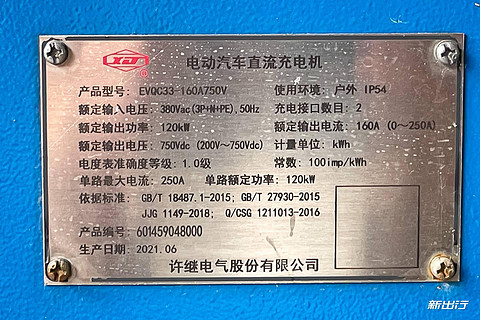 XJ
®
电动汽车直流充电机
产品型号: EVQC33-160A750V 使用环境: 户外 IP54
额定输入电压: 380Vac(3P+N+PE),50Hz 充电接口数目: 2
额定输出功率: 120kW 额定输出电流: 160A (0~250A)
额定输出电压: 750Vdc (200V~750Vdc) 计量单位: kWh
电度表准确度等级: 1.0级 常数: 100imp/kWh
单路最大电流: 250A 单路额定功率: 120kW
依据标准: GB/T 18487.1-2015; GB/T 27930-2015
JJG 1149-2018; Q/CSG 1211013-2016
产品编号: 601459048000
生产日期: 2021.06
许继电气股份有限公司
新出行